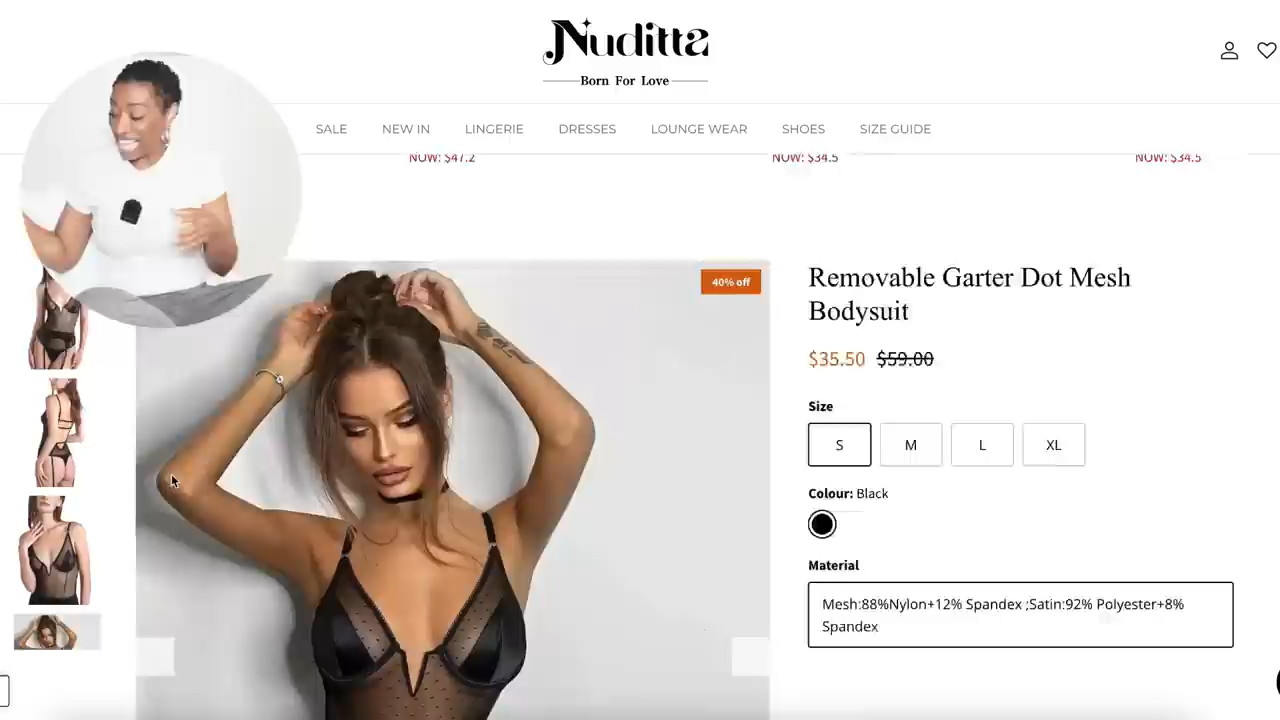 Nuditta
Born For Love
SALE
NEW IN
LINGERIE
DRESSES
LOUNGE WEAR
SHOES
SIZE GUIDE
NOW: $47.2
NOW: $34.5
NOW: $34.5
40% off
Removable Garter Dot Mesh
Bodysuit
$35.50 $59.00
Size
S
M
L
XL
Colour: Black
Material
Mesh:88%Nylon+12% Spandex ;Satin:92% Polyester+8%
Spandex